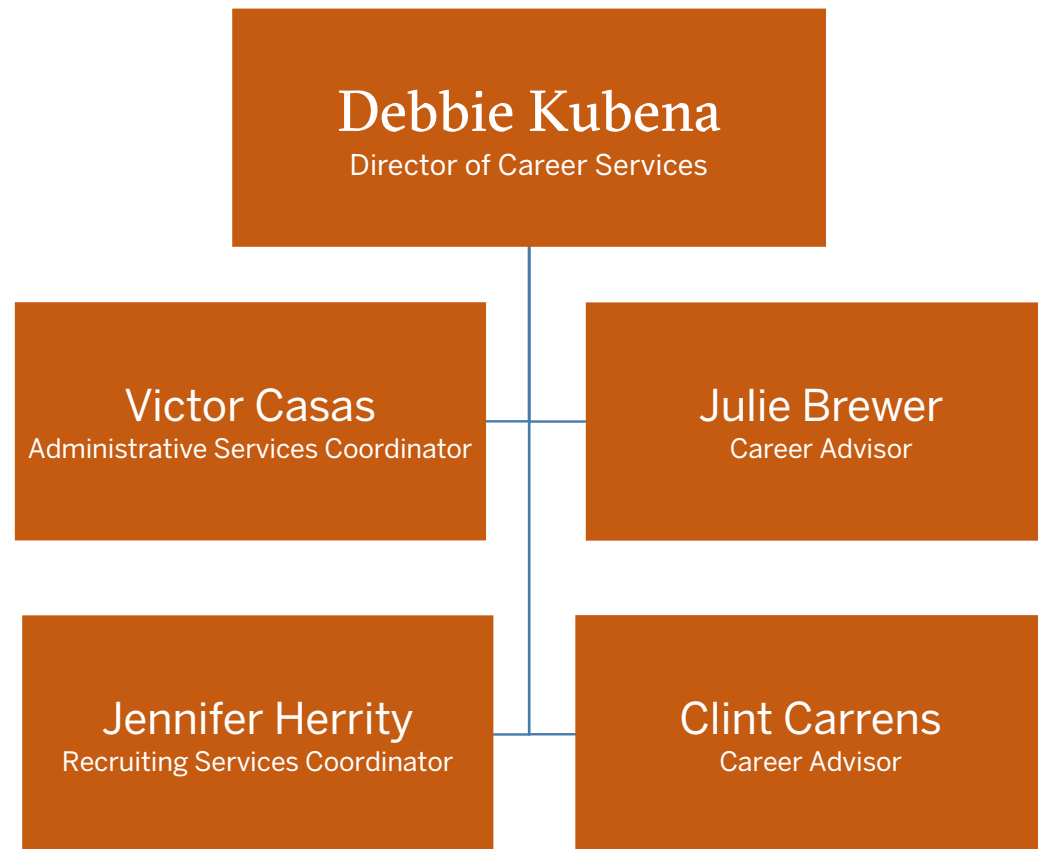 Debbie Kubena
Director of Career Services
Victor Casas
Administrative Services Coordinator
Julie Brewer
Career Advisor
Jennifer Herrity
Recruiting Services Coordinator
Clint Carrens
Career Advisor